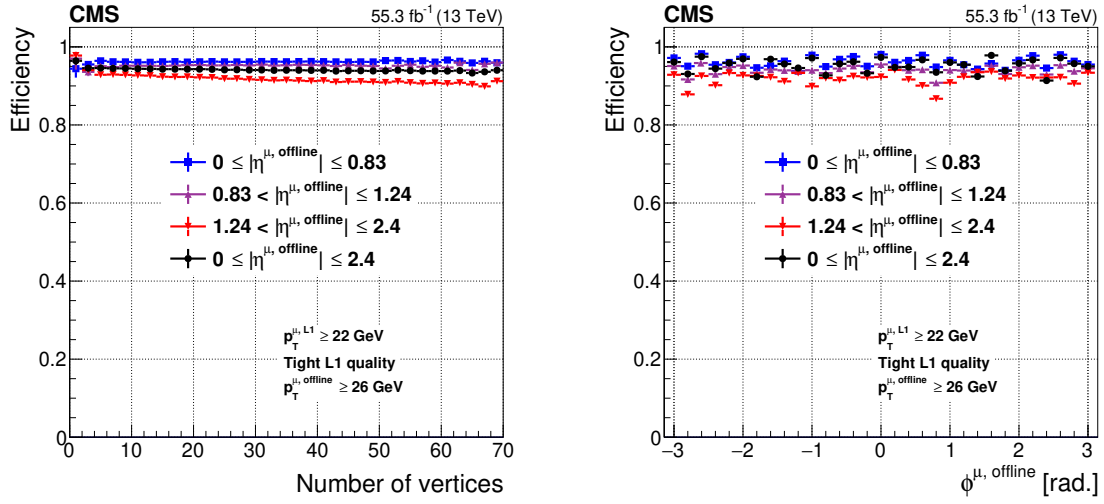 CMS 55.3 fb⁻¹ (13 TeV)
Efficiency
1
0.8
0.6
0.4
0.2
0
0 ≤ |η^μ, offline| ≤ 0.83
0.83 < |η^μ, offline| ≤ 1.24
1.24 < |η^μ, offline| ≤ 2.4
0 ≤ |η^μ, offline| ≤ 2.4
p_T^μ, L1 ≥ 22 GeV
Tight L1 quality
p_T^μ, offline ≥ 26 GeV
0 10 20 30 40 50 60 70
Number of vertices
CMS 55.3 fb⁻¹ (13 TeV)
Efficiency
1
0.8
0.6
0.4
0.2
0
0 ≤ |η^μ, offline| ≤ 0.83
0.83 < |η^μ, offline| ≤ 1.24
1.24 < |η^μ, offline| ≤ 2.4
0 ≤ |η^μ, offline| ≤ 2.4
p_T^μ, L1 ≥ 22 GeV
Tight L1 quality
p_T^μ, offline ≥ 26 GeV
−3 −2 −1 0 1 2 3
ϕ^μ, offline [rad.]